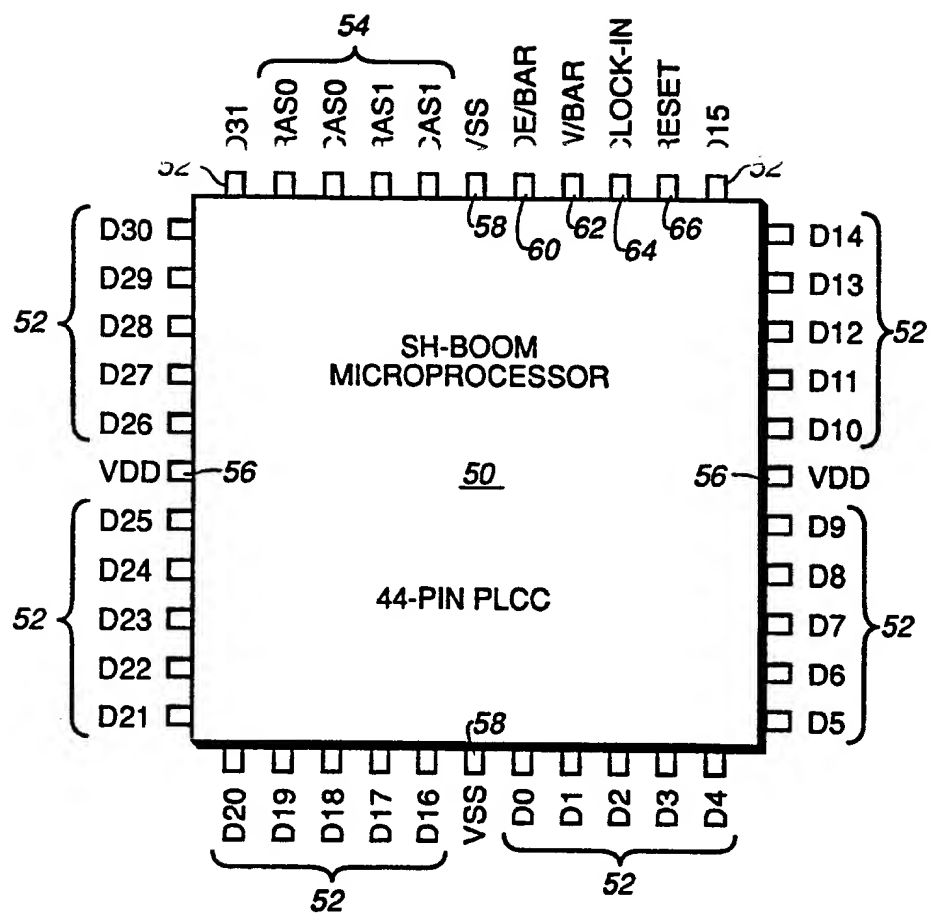 54
D31
RAS0
CAS0
RAS1
CAS1
VSS
OE/BAR
W/BAR
CLOCK-IN
RESET
D15
52
52
58
60
62
64
66
D30
D29
D28
D27
D26
52
VDD
56
D25
D24
D23
D22
D21
52
SH-BOOM
MICROPROCESSOR
50
44-PIN PLCC
D14
D13
D12
D11
D10
52
56
VDD
D9
D8
D7
D6
D5
52
58
D20
D19
D18
D17
D16
VSS
D0
D1
D2
D3
D4
52
52